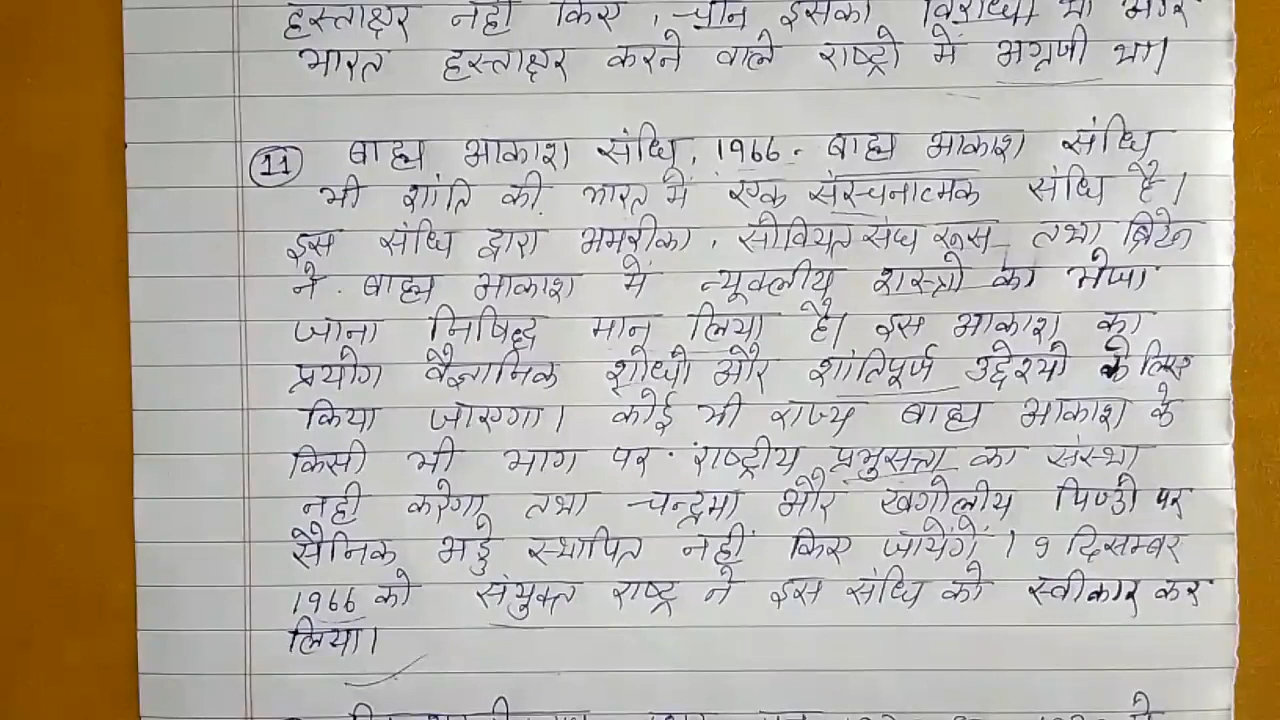 हस्ताक्षर नही किए, चीन इसका विरोधी था मगर
भारत हस्ताक्षर करने वाले राष्ट्रो में अग्रणी था।
11 बाह्य आकाश संधि, 1966 - बाह्य आकाश संधि
भी शांति की भारत में एक संरचनात्मक संधि है।
इस संधि द्वारा अमरीका, सोवियत संघ रूस तथा ब्रिटेन
ने बाह्य आकाश में न्यूक्लीय शस्त्रो का भेजा
जाना निषिद्ध मान लिया है। इस आकाश का
प्रयोग वैज्ञानिक शोधो और शांतिपूर्ण उद्देश्यो के लिए
किया जाएगा। कोई भी राज्य बाह्य आकाश के
किसी भी भाग पर राष्ट्रीय प्रभुसत्ता का संस्था
नही करेगा तथा चन्द्रमा और खगोलीय पिण्डो पर
सैनिक अड्डे स्थापित नहीं किए जायेगें। 9 दिसम्बर
1966 को संयुक्त राष्ट्र ने इस संधि को स्वीकार कर
लिया।